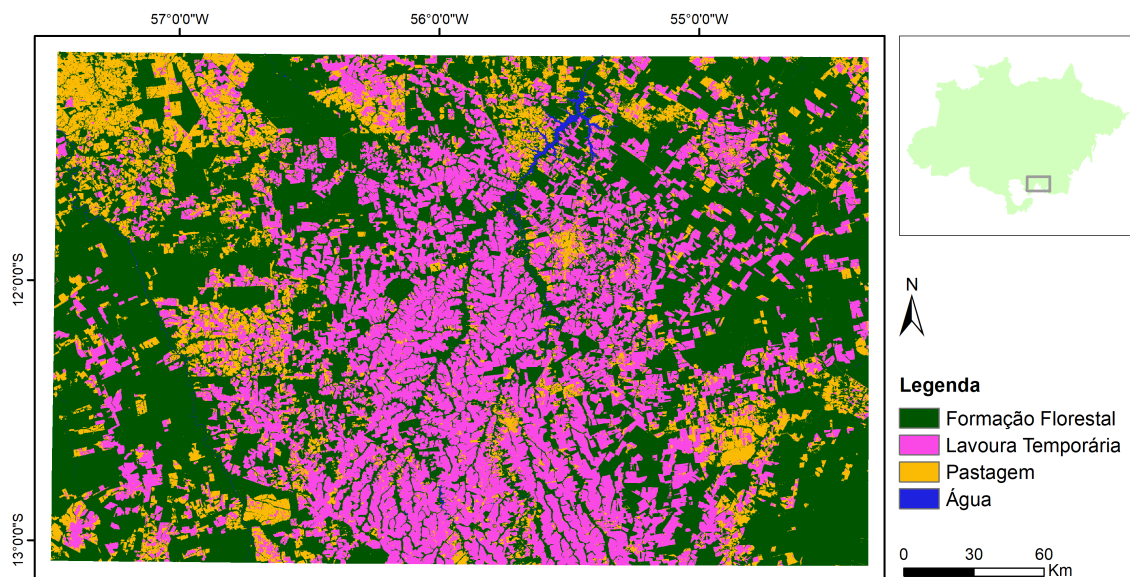 57°0'0"W 56°0'0"W 55°0'0"W
12°0'0"S
13°0'0"S
N
Legenda
Formação Florestal
Lavoura Temporária
Pastagem
Água
0 30 60
Km